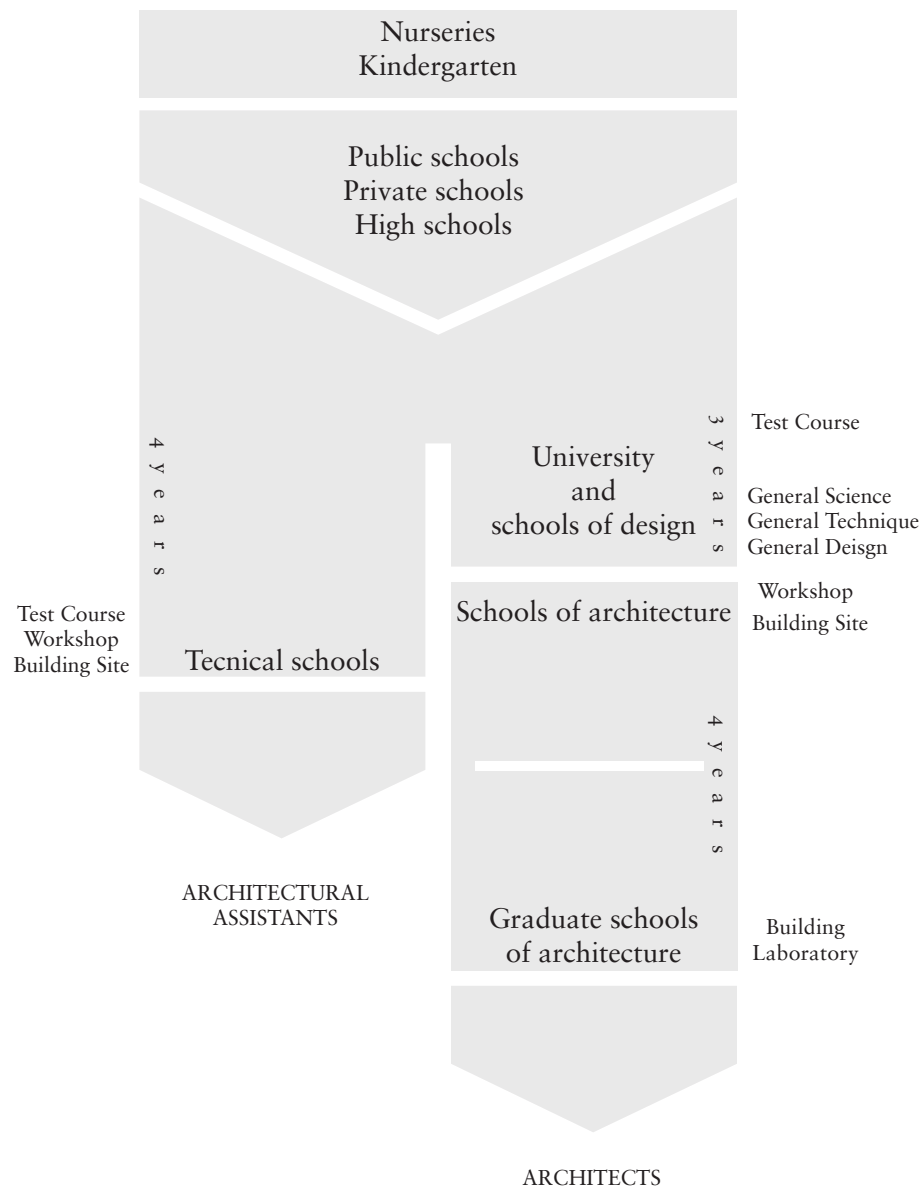 Nurseries
Kindergarten
Public schools
Private schools
High schools
4 years
Test Course
Workshop
Building Site
Tecnical schools
ARCHITECTURAL
ASSISTANTS
3 years
Test Course
University
and
schools of design
General Science
General Technique
General Deisgn
Schools of architecture
Workshop
Building Site
4 years
Graduate schools
of architecture
Building
Laboratory
ARCHITECTS